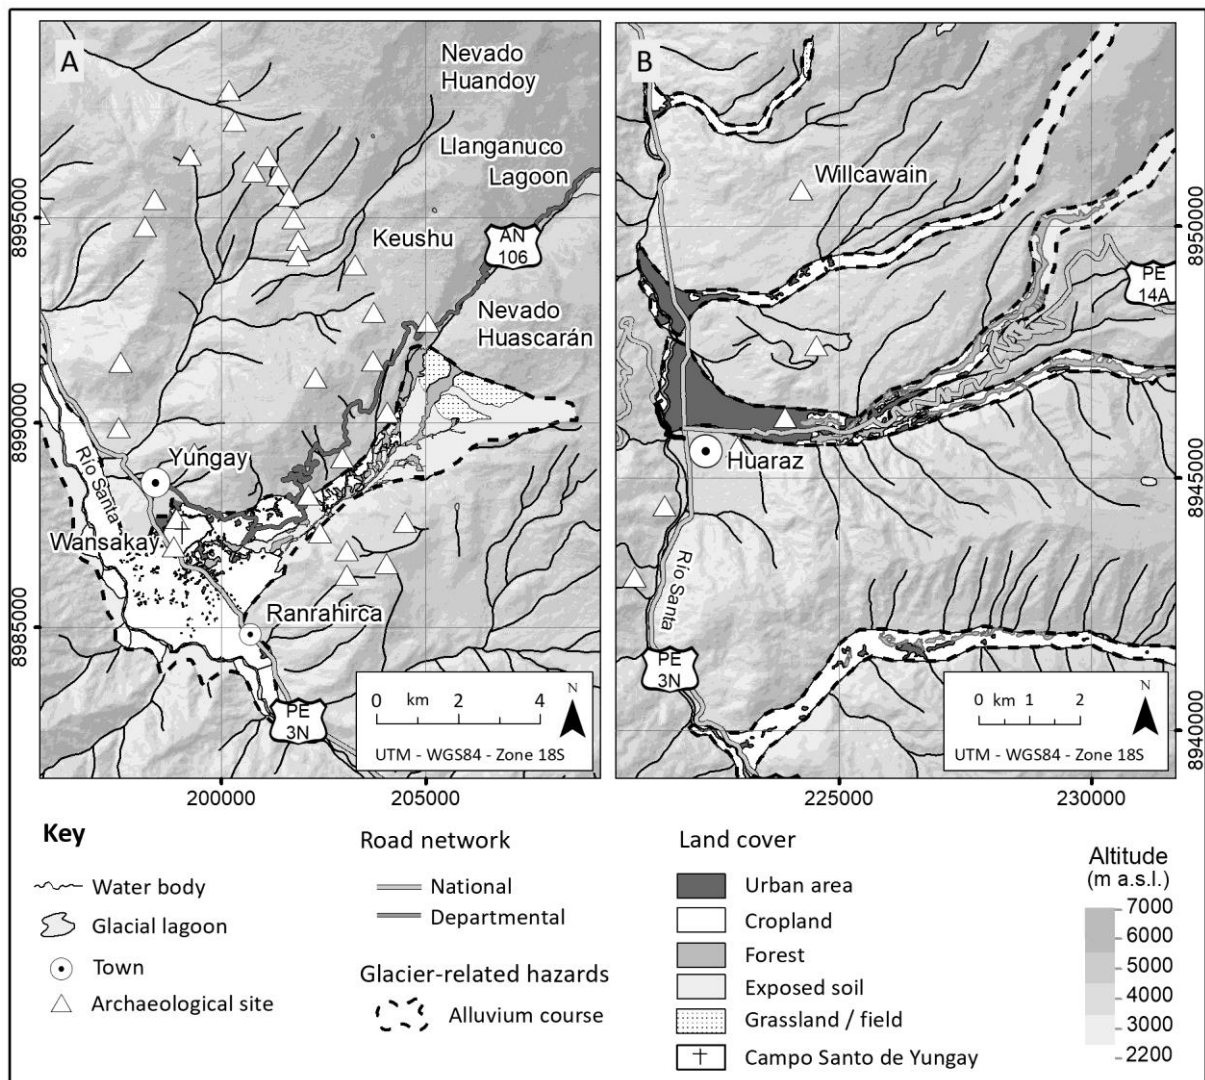 A
Nevado
Huandoy
Llanganuco
Lagoon
AN
106
Keushu
Nevado
Huascarán
Yungay
Río Santa
Wansakay
Ranrahirca
PE
3N
0 km 2 4
N
UTM - WGS84 - Zone 18S
8995000
8990000
8985000
200000
205000
B
Willcawain
PE
14A
Huaraz
Río Santa
PE
3N
0 km 1 2
N
UTM - WGS84 - Zone 18S
8950000
8945000
8940000
225000
230000
Key
Water body
Glacial lagoon
Town
Archaeological site
Road network
National
Departmental
Glacier-related hazards
Alluvium course
Land cover
Urban area
Cropland
Forest
Exposed soil
Grassland / field
Campo Santo de Yungay
Altitude
(m a.s.l.)
7000
6000
5000
4000
3000
2200